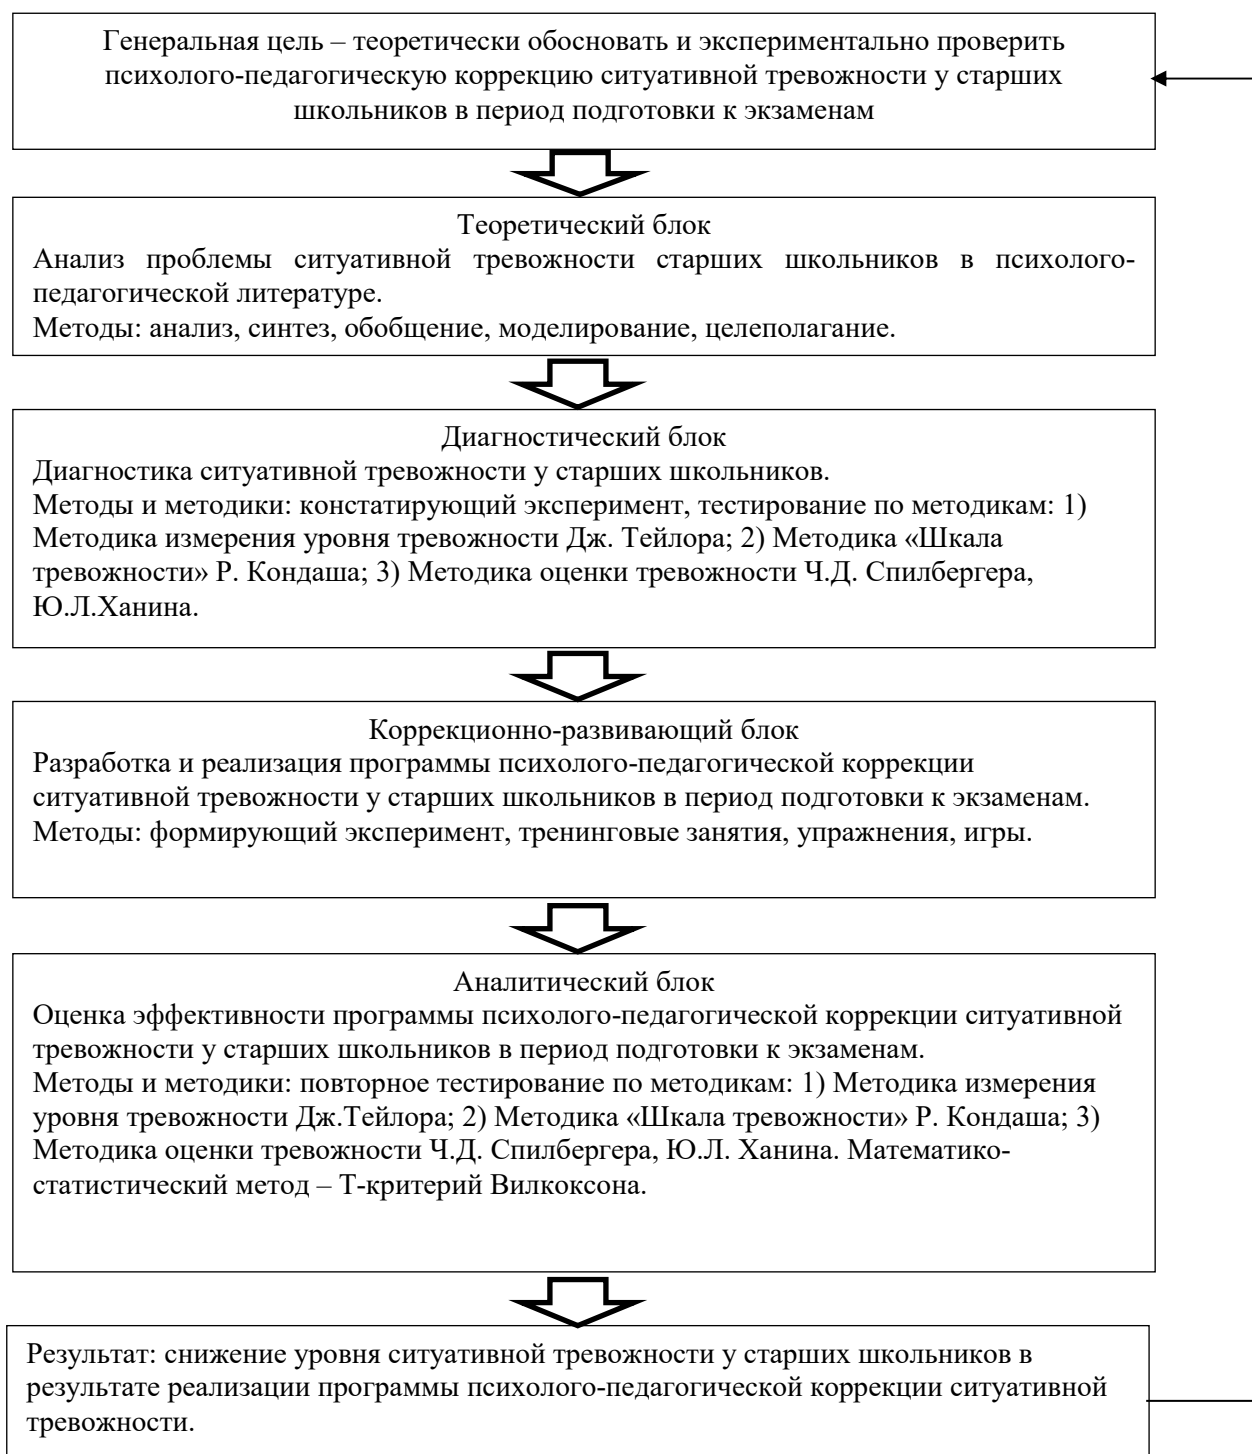 Генеральная цель – теоретически обосновать и экспериментально проверить
психолого-педагогическую коррекцию ситуативной тревожности у старших
школьников в период подготовки к экзаменам
Теоретический блок
Анализ проблемы ситуативной тревожности старших школьников в психолого-
педагогической литературе.
Методы: анализ, синтез, обобщение, моделирование, целеполагание.
Диагностический блок
Диагностика ситуативной тревожности у старших школьников.
Методы и методики: констатирующий эксперимент, тестирование по методикам: 1)
Методика измерения уровня тревожности Дж. Тейлора; 2) Методика «Шкала
тревожности» Р. Кондаша; 3) Методика оценки тревожности Ч.Д. Спилбергера,
Ю.Л.Ханина.
Коррекционно-развивающий блок
Разработка и реализация программы психолого-педагогической коррекции
ситуативной тревожности у старших школьников в период подготовки к экзаменам.
Методы: формирующий эксперимент, тренинговые занятия, упражнения, игры.
Аналитический блок
Оценка эффективности программы психолого-педагогической коррекции ситуативной
тревожности у старших школьников в период подготовки к экзаменам.
Методы и методики: повторное тестирование по методикам: 1) Методика измерения
уровня тревожности Дж.Тейлора; 2) Методика «Шкала тревожности» Р. Кондаша; 3)
Методика оценки тревожности Ч.Д. Спилбергера, Ю.Л. Ханина. Математико-
статистический метод – Т-критерий Вилкоксона.
Результат: снижение уровня ситуативной тревожности у старших школьников в
результате реализации программы психолого-педагогической коррекции ситуативной
тревожности.